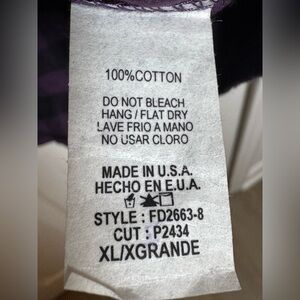 100%COTTON
DO NOT BLEACH
HANG / FLAT DRY
LAVE FRIO A MANO
NO USAR CLORO
MADE IN U.S.A.
HECHO EN E.U.A.
STYLE : FD2663-8
CUT : P2434
XL/XGRANDE